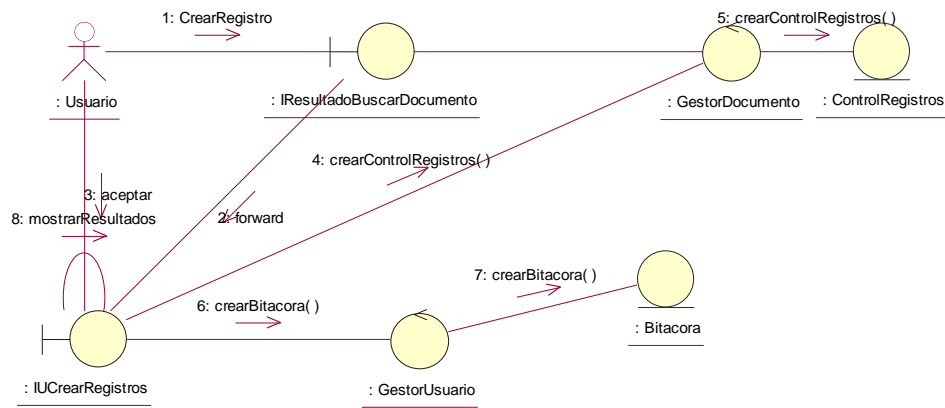 1: CrearRegistro
5: crearControlRegistros( )
: Usuario
: IResultadoBuscarDocumento
: GestorDocumento
: ControlRegistros
4: crearControlRegistros( )
3: aceptar
8: mostrarResultados
2: forward
7: crearBitacora( )
6: crearBitacora( )
: Bitacora
: IUCrearRegistros
: GestorUsuario